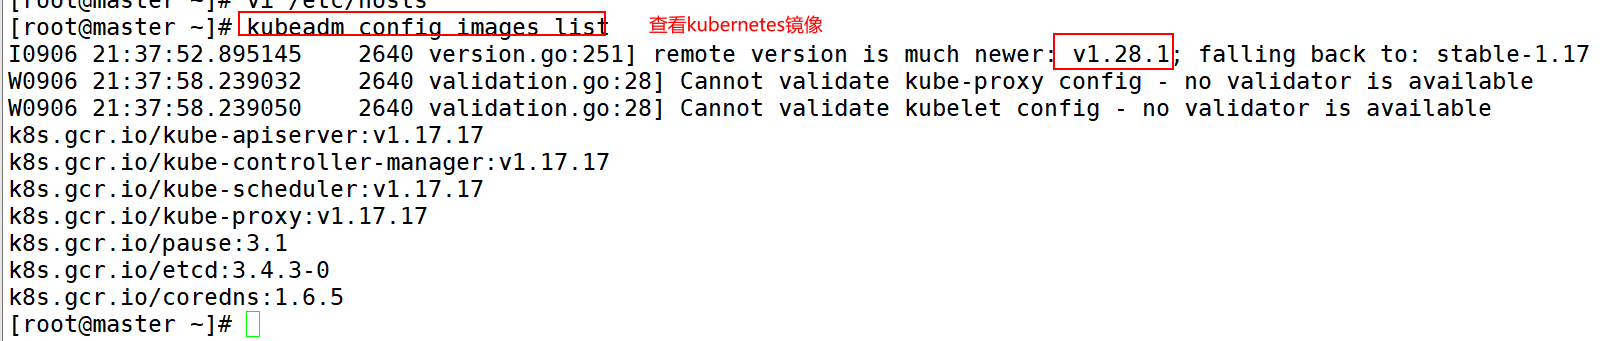 [root@master ~]# vi /etc/hosts
[root@master ~]# kubeadm config images list 查看kubernetes镜像
I0906 21:37:52.895145    2640 version.go:251] remote version is much newer: v1.28.1; falling back to: stable-1.17
W0906 21:37:58.239032    2640 validation.go:28] Cannot validate kube-proxy config - no validator is available
W0906 21:37:58.239050    2640 validation.go:28] Cannot validate kubelet config - no validator is available
k8s.gcr.io/kube-apiserver:v1.17.17
k8s.gcr.io/kube-controller-manager:v1.17.17
k8s.gcr.io/kube-scheduler:v1.17.17
k8s.gcr.io/kube-proxy:v1.17.17
k8s.gcr.io/pause:3.1
k8s.gcr.io/etcd:3.4.3-0
k8s.gcr.io/coredns:1.6.5
[root@master ~]#